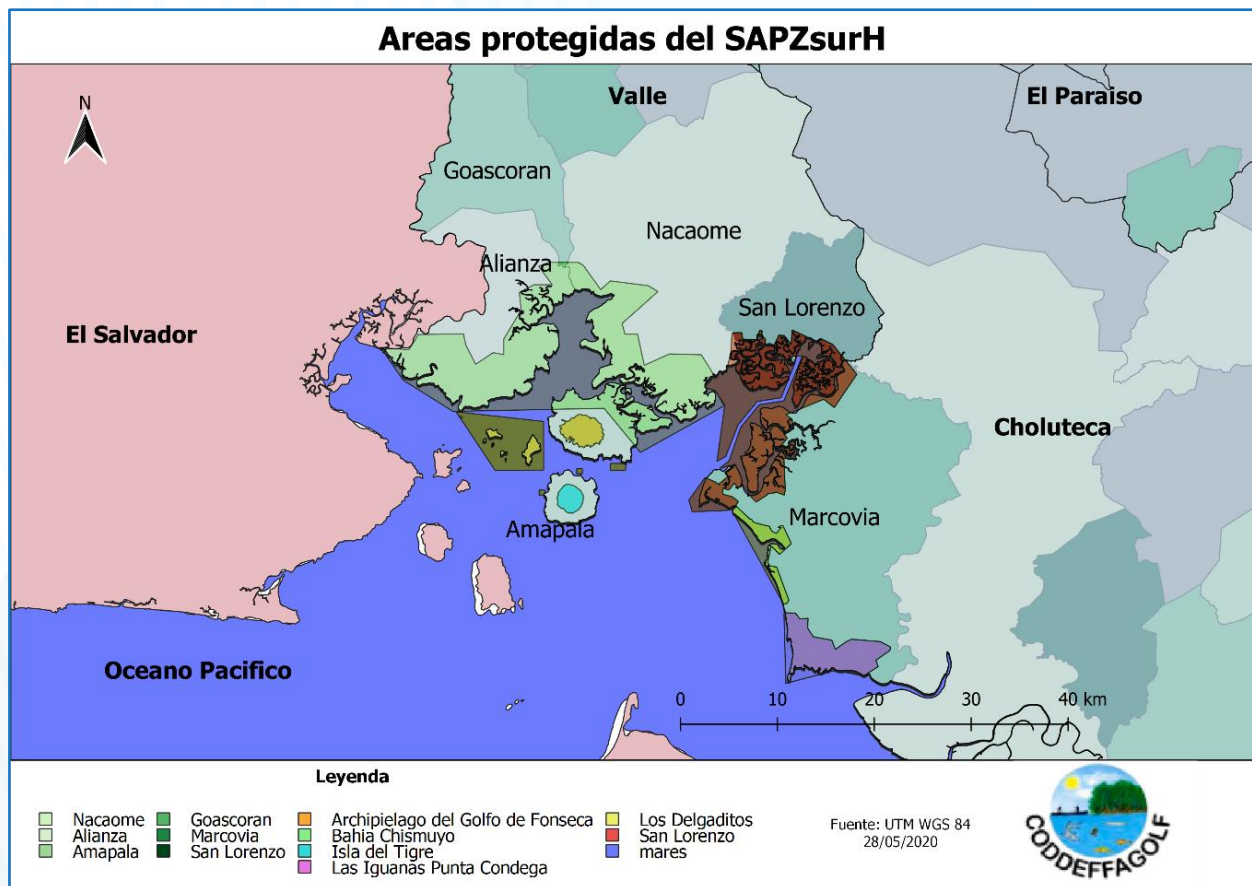 Areas protegidas del SAPZsurH
N
Valle
El Paraiso
Goascoran
Nacaome
Alianza
San Lorenzo
El Salvador
Choluteca
Marcovia
Amapala
Oceano Pacifico
0 10 20 30 40 km
Leyenda
Nacaome
Alianza
Amapala
Goascoran
Marcovia
San Lorenzo
Archipielago del Golfo de Fonseca
Bahia Chismuyo
Isla del Tigre
Las Iguanas Punta Condega
Los Delgaditos
San Lorenzo
mares
Fuente: UTM WGS 84
28/05/2020
CODDEFFAGOLF